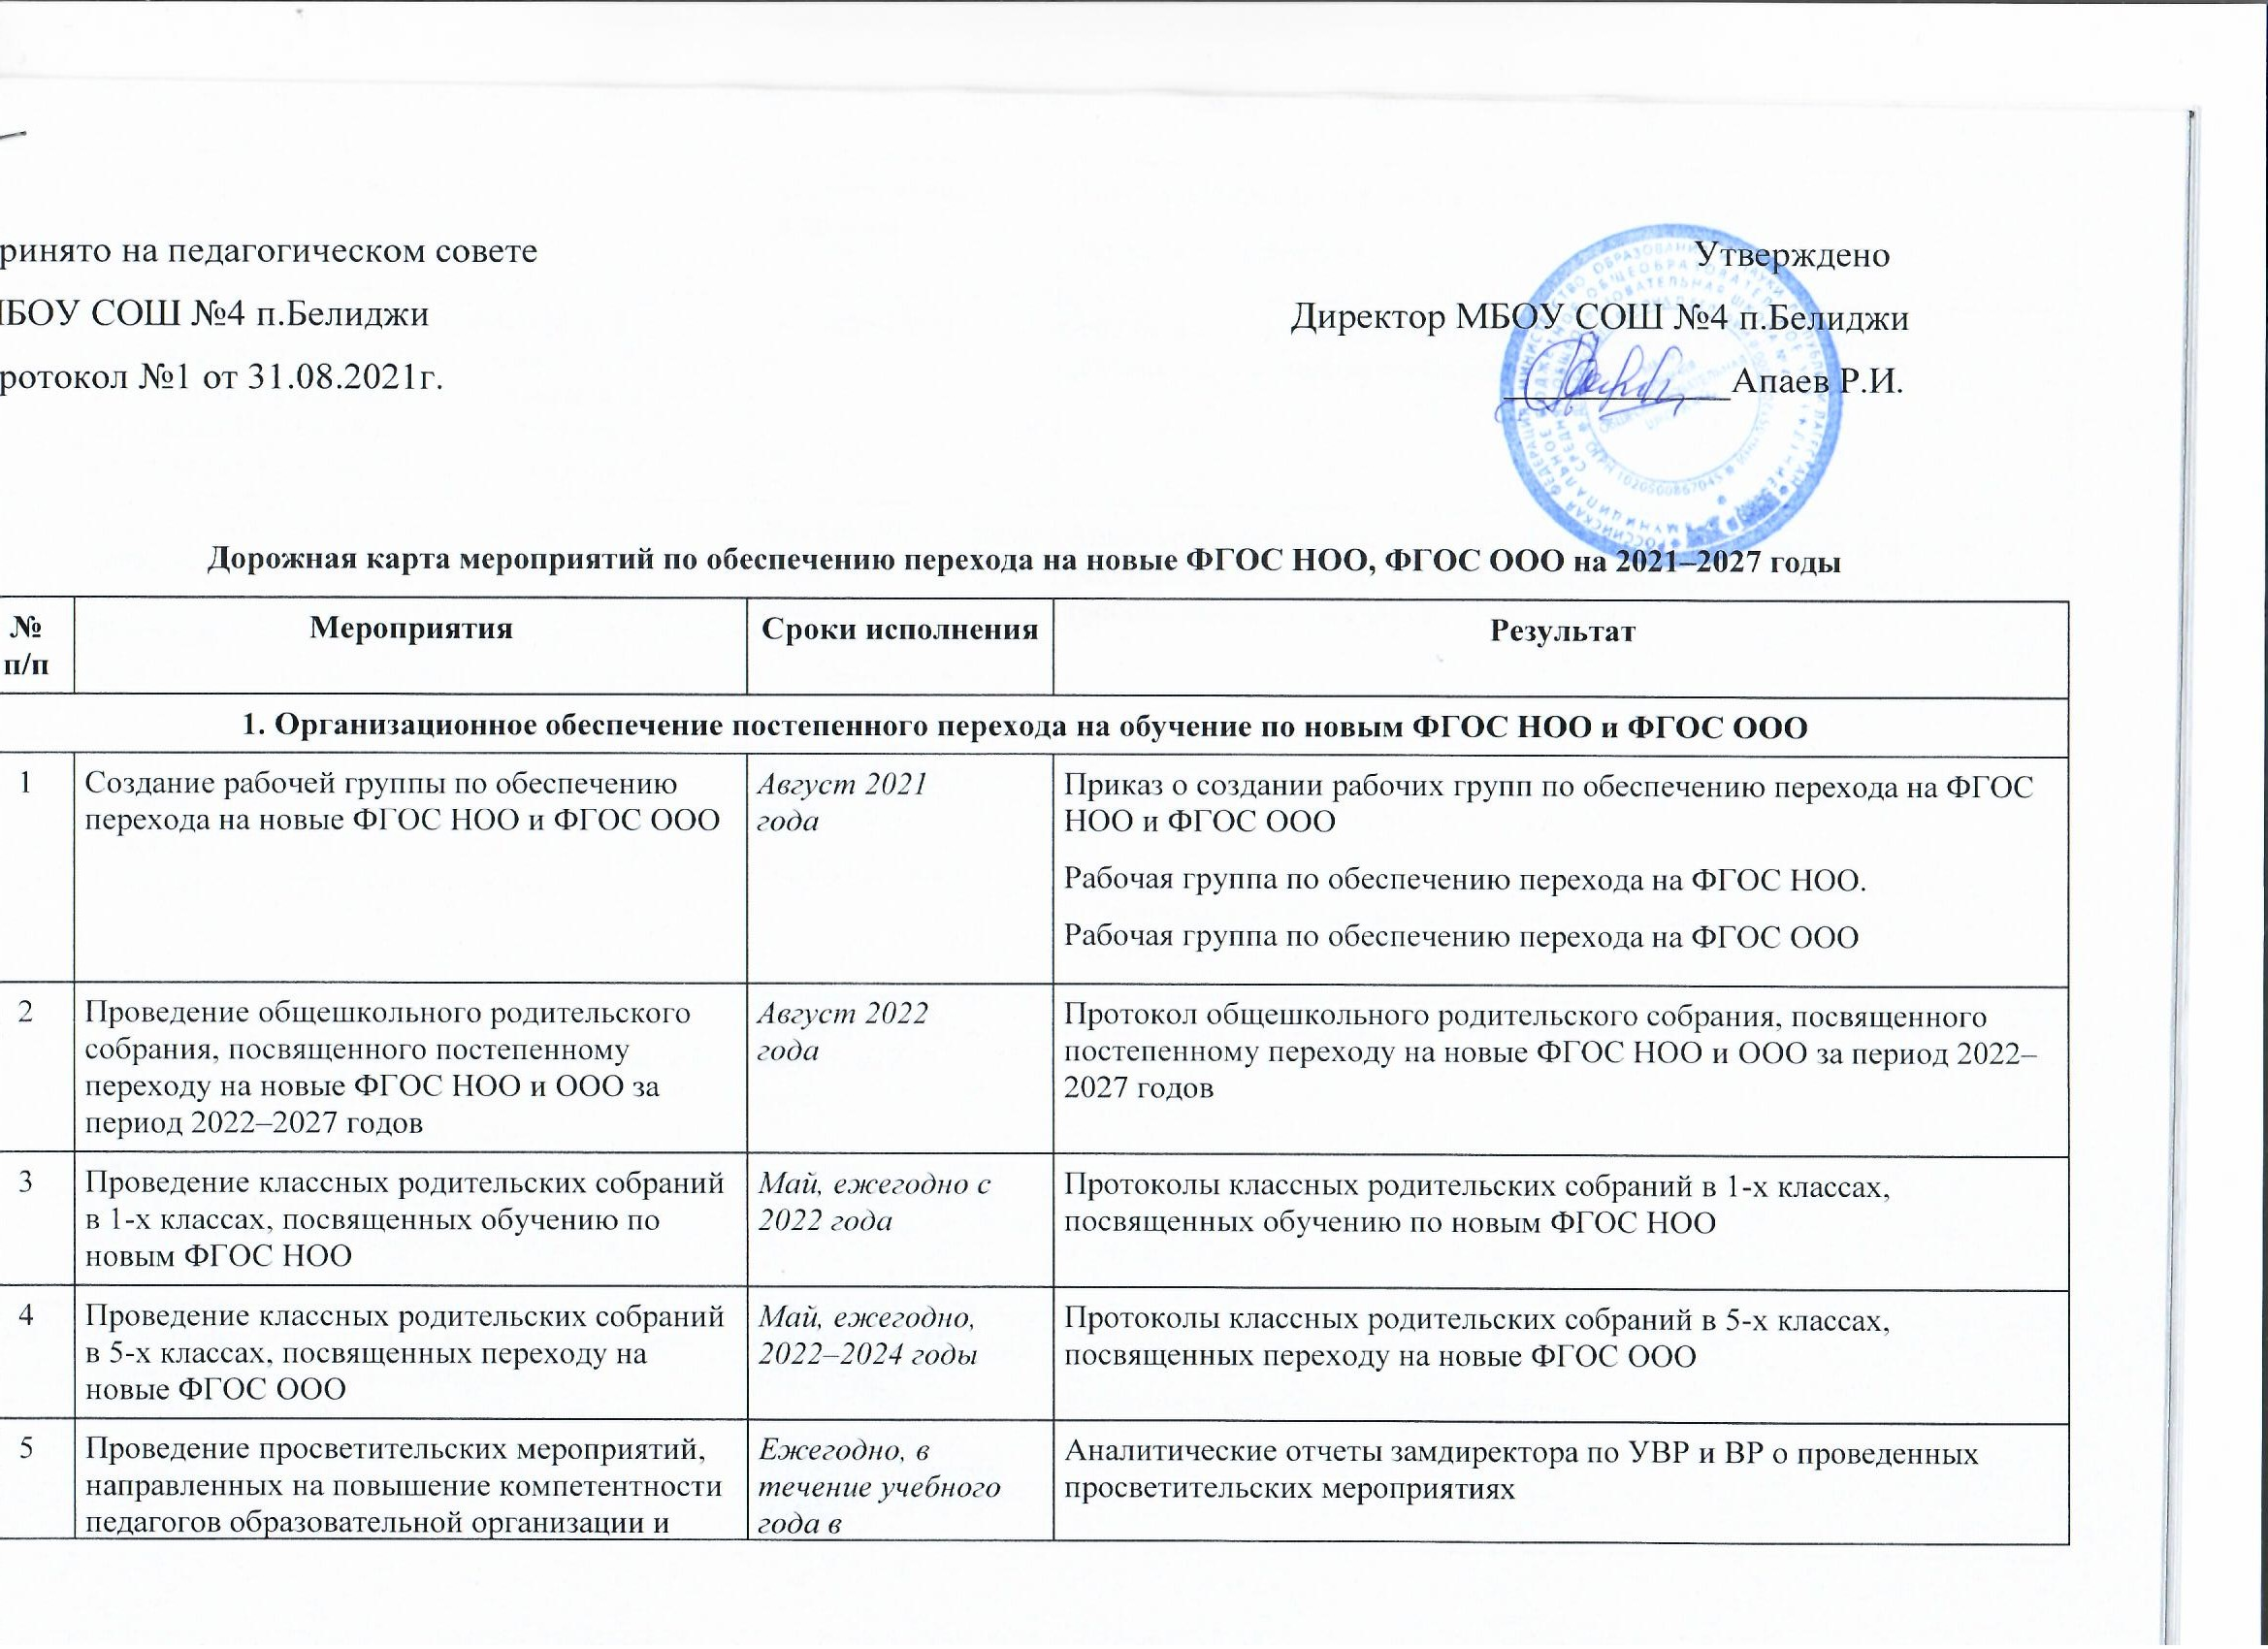 ринято на педагогическом совете
Утверждено
МБОУ СОШ №4 п.Белиджи
Директор МБОУ СОШ №4 п.Белиджи
ротокол №1 от 31.08.2021г.
Апаев Р.И.
Дорожная карта мероприятий по обеспечению перехода на новые ФГОС НОО, ФГОС ООО на 2021–2027 годы
№
п/п
Мероприятия
Сроки исполнения
Результат
1. Организационное обеспечение постепенного перехода на обучение по новым ФГОС НОО и ФГОС ООО
1
Создание рабочей группы по обеспечению
перехода на новые ФГОС НОО и ФГОС ООО
Август 2021
года
Приказ о создании рабочих групп по обеспечению перехода на ФГОС
НОО и ФГОС ООО
Рабочая группа по обеспечению перехода на ФГОС НОО.
Рабочая группа по обеспечению перехода на ФГОС ООО
2
Проведение общешкольного родительского
собрания, посвященного постепенному
переходу на новые ФГОС НОО и ООО за
период 2022–2027 годов
Август 2022
года
Протокол общешкольного родительского собрания, посвященного
постепенному переходу на новые ФГОС НОО и ООО за период 2022–
2027 годов
3
Проведение классных родительских собраний
в 1-х классах, посвященных обучению по
новым ФГОС НОО
Май, ежегодно с
2022 года
Протоколы классных родительских собраний в 1-х классах,
посвященных обучению по новым ФГОС НОО
4
Проведение классных родительских собраний
в 5-х классах, посвященных переходу на
новые ФГОС ООО
Май, ежегодно,
2022–2024 годы
Протоколы классных родительских собраний в 5-х классах,
посвященных переходу на новые ФГОС ООО
5
Проведение просветительских мероприятий,
направленных на повышение компетентности
педагогов образовательной организации и
Ежегодно, в
течение учебного
года в
Аналитические отчеты замдиректора по УВР и ВР о проведенных
просветительских мероприятиях